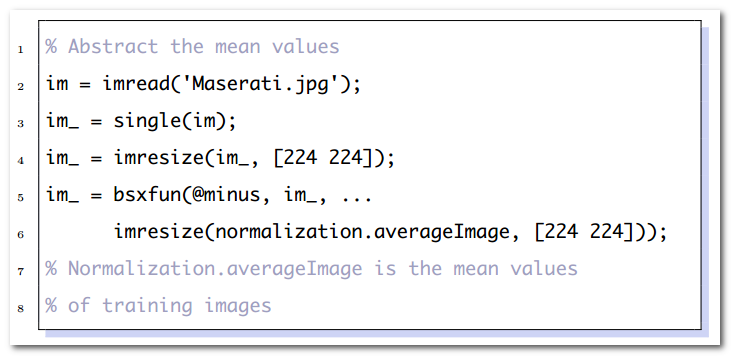 1 % Abstract the mean values
2 im = imread('Maserati.jpg');
3 im_ = single(im);
4 im_ = imresize(im_, [224 224]);
5 im_ = bsxfun(@minus, im_, ...
6 imresize(normalization.averageImage, [224 224]));
7 % Normalization.averageImage is the mean values
8 % of training images